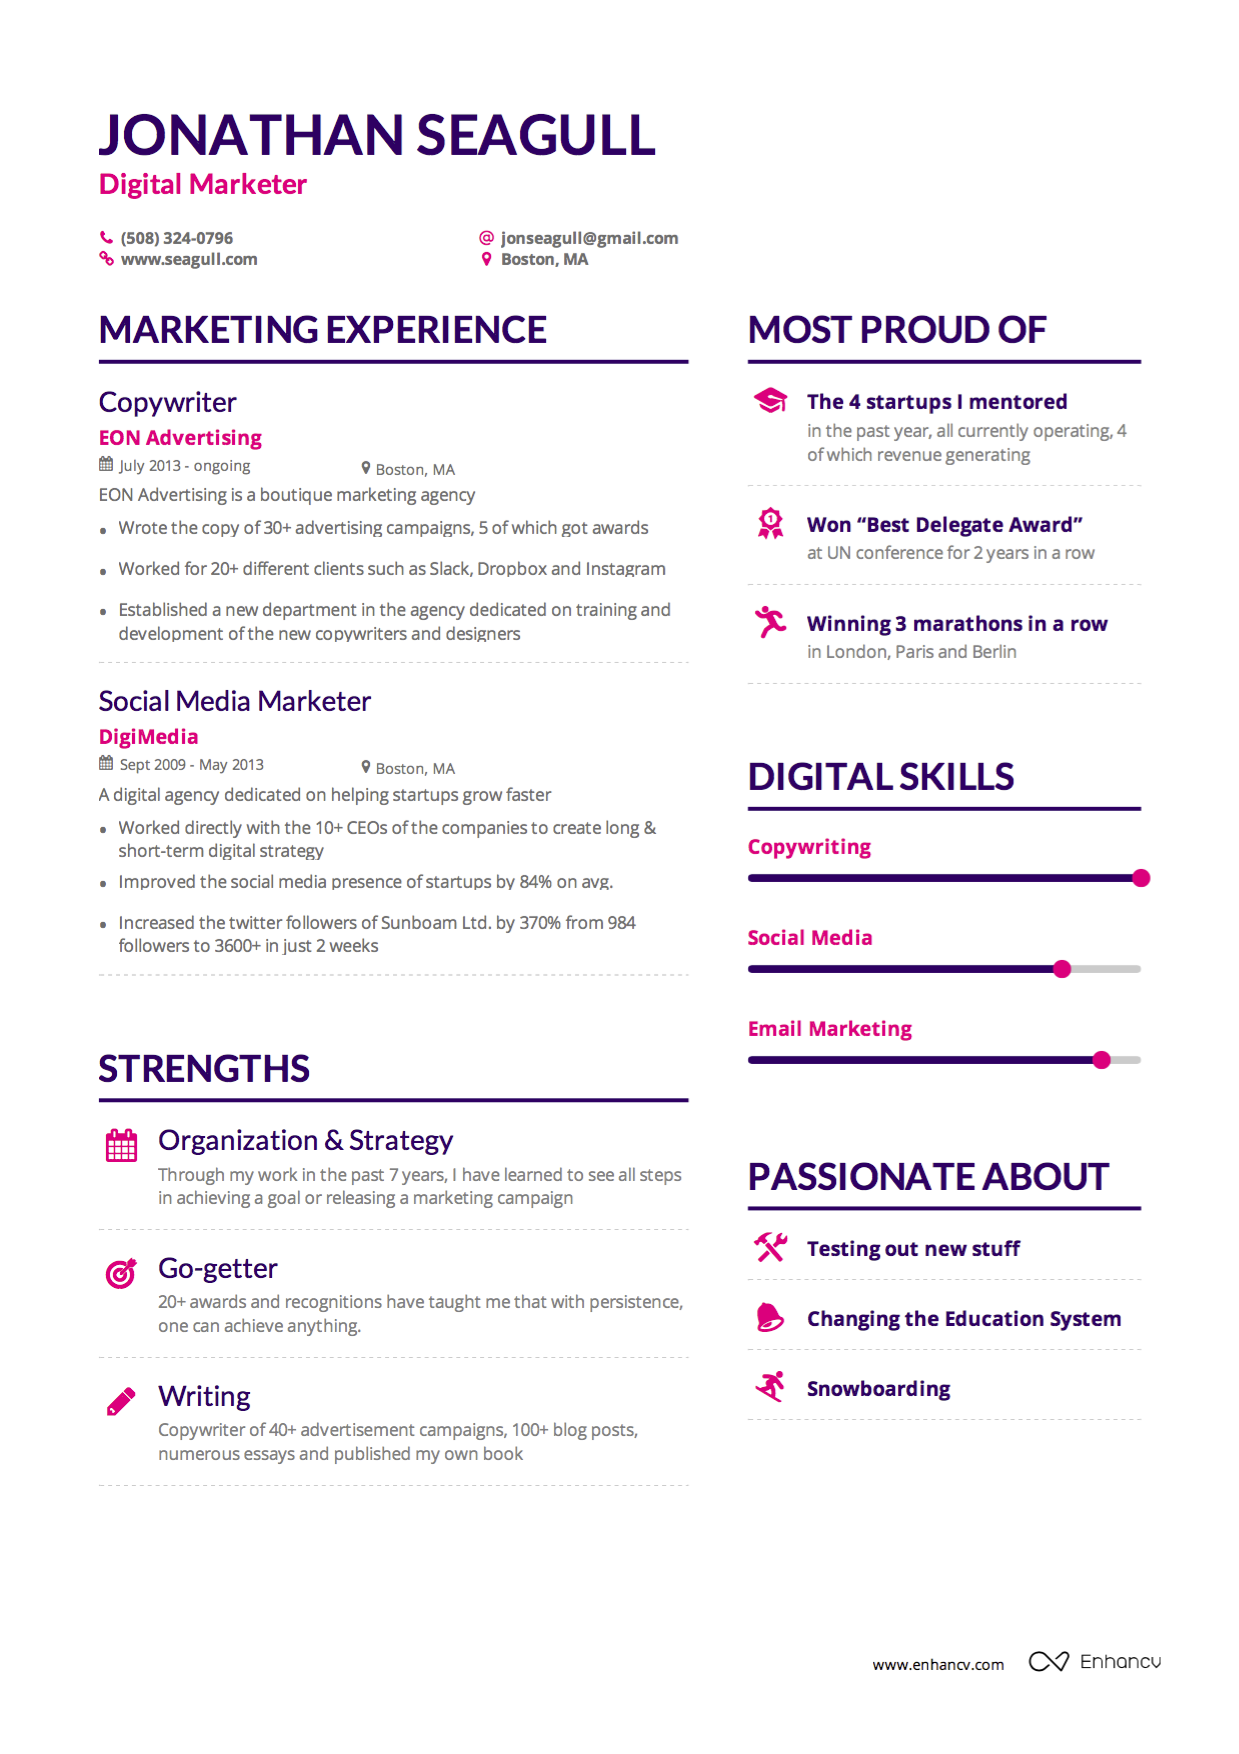 JONATHAN SEAGULL
Digital Marketer
(508) 324-0796
jonseagull@gmail.com
www.seagull.com
Boston, MA
MARKETING EXPERIENCE
Copywriter
EON Advertising
July 2013 - ongoing
Boston, MA
EON Advertising is a boutique marketing agency
• Wrote the copy of 30+ advertising campaigns, 5 of which got awards
• Worked for 20+ different clients such as Slack, Dropbox and Instagram
• Established a new department in the agency dedicated on training and
development of the new copywriters and designers
Social Media Marketer
DigiMedia
Sept 2009 - May 2013
Boston, MA
A digital agency dedicated on helping startups grow faster
• Worked directly with the 10+ CEOs of the companies to create long &
short-term digital strategy
• Improved the social media presence of startups by 84% on avg.
• Increased the twitter followers of Sunboam Ltd. by 370% from 984
followers to 3600+ in just 2 weeks
STRENGTHS
Organization & Strategy
Through my work in the past 7 years, I have learned to see all steps
in achieving a goal or releasing a marketing campaign
Go-getter
20+ awards and recognitions have taught me that with persistence,
one can achieve anything.
Writing
Copywriter of 40+ advertisement campaigns, 100+ blog posts,
numerous essays and published my own book
MOST PROUD OF
The 4 startups I mentored
in the past year, all currently operating, 4
of which revenue generating
1
Won “Best Delegate Award”
at UN conference for 2 years in a row
Winning 3 marathons in a row
in London, Paris and Berlin
DIGITAL SKILLS
Copywriting
Social Media
Email Marketing
PASSIONATE ABOUT
Testing out new stuff
Changing the Education System
Snowboarding
www.enhancv.com
Enhancv